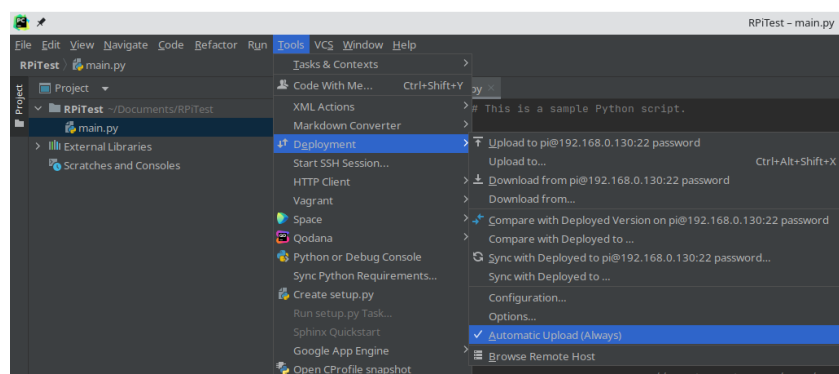 RPiTest – main.py
File Edit View Navigate Code Refactor Run Tools VCS Window Help
RPiTest main.py
Project
Project
RPiTest ~/Documents/RPiTest
main.py
External Libraries
Scratches and Consoles
Tasks & Contexts
Code With Me... Ctrl+Shift+Y
XML Actions
Markdown Converter
Deployment
Start SSH Session...
HTTP Client
Vagrant
Space
Qodana
Python or Debug Console
Sync Python Requirements...
Create setup.py
Run setup.py Task...
Sphinx Quickstart
Google App Engine
Open CProfile snapshot
py
# This is a sample Python script.
Upload to pi@192.168.0.130:22 password
Upload to... Ctrl+Alt+Shift+X
Download from pi@192.168.0.130:22 password
Download from...
Compare with Deployed Version on pi@192.168.0.130:22 password
Compare with Deployed to ...
Sync with Deployed to pi@192.168.0.130:22 password...
Sync with Deployed to ...
Configuration...
Options...
Automatic Upload (Always)
Browse Remote Host